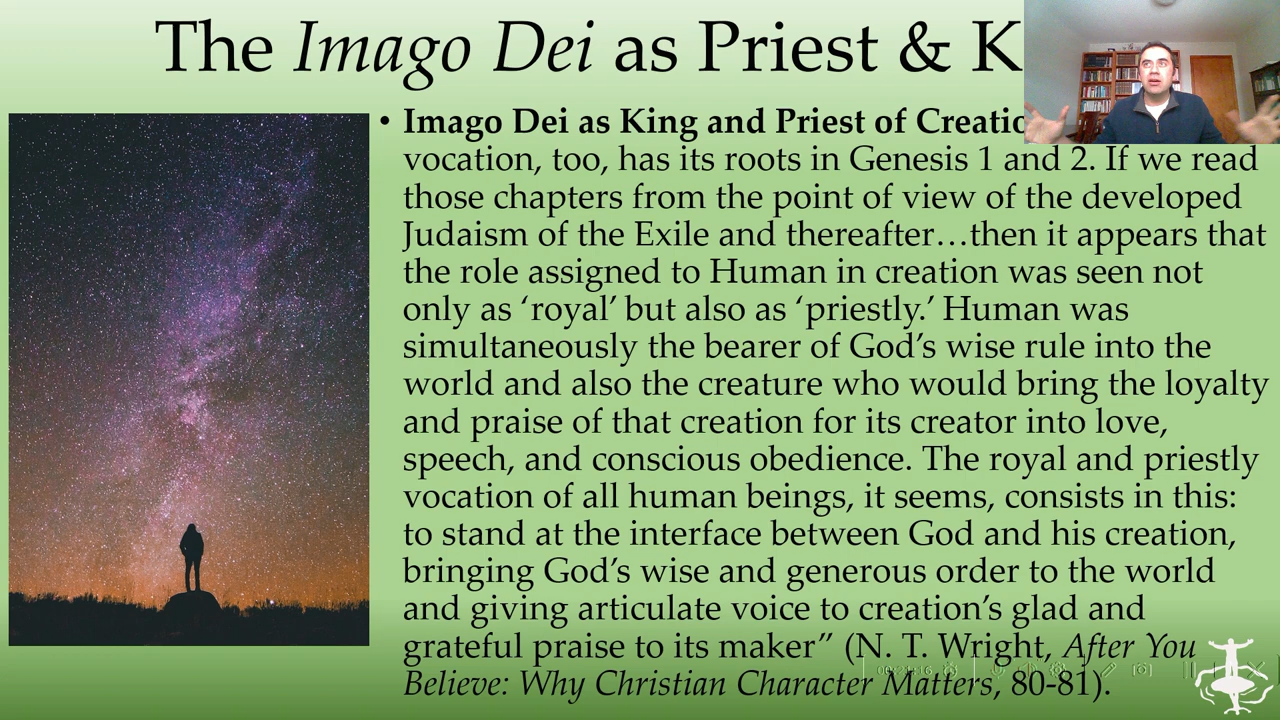 The Imago Dei as Priest & K
• Imago Dei as King and Priest of Creatio
vocation, too, has its roots in Genesis 1 and 2. If we read
those chapters from the point of view of the developed
Judaism of the Exile and thereafter…then it appears that
the role assigned to Human in creation was seen not
only as ‘royal’ but also as ‘priestly.’ Human was
simultaneously the bearer of God’s wise rule into the
world and also the creature who would bring the loyalty
and praise of that creation for its creator into love,
speech, and conscious obedience. The royal and priestly
vocation of all human beings, it seems, consists in this:
to stand at the interface between God and his creation,
bringing God’s wise and generous order to the world
and giving articulate voice to creation’s glad and
grateful praise to its maker” (N. T. Wright, After You
Believe: Why Christian Character Matters, 80-81).